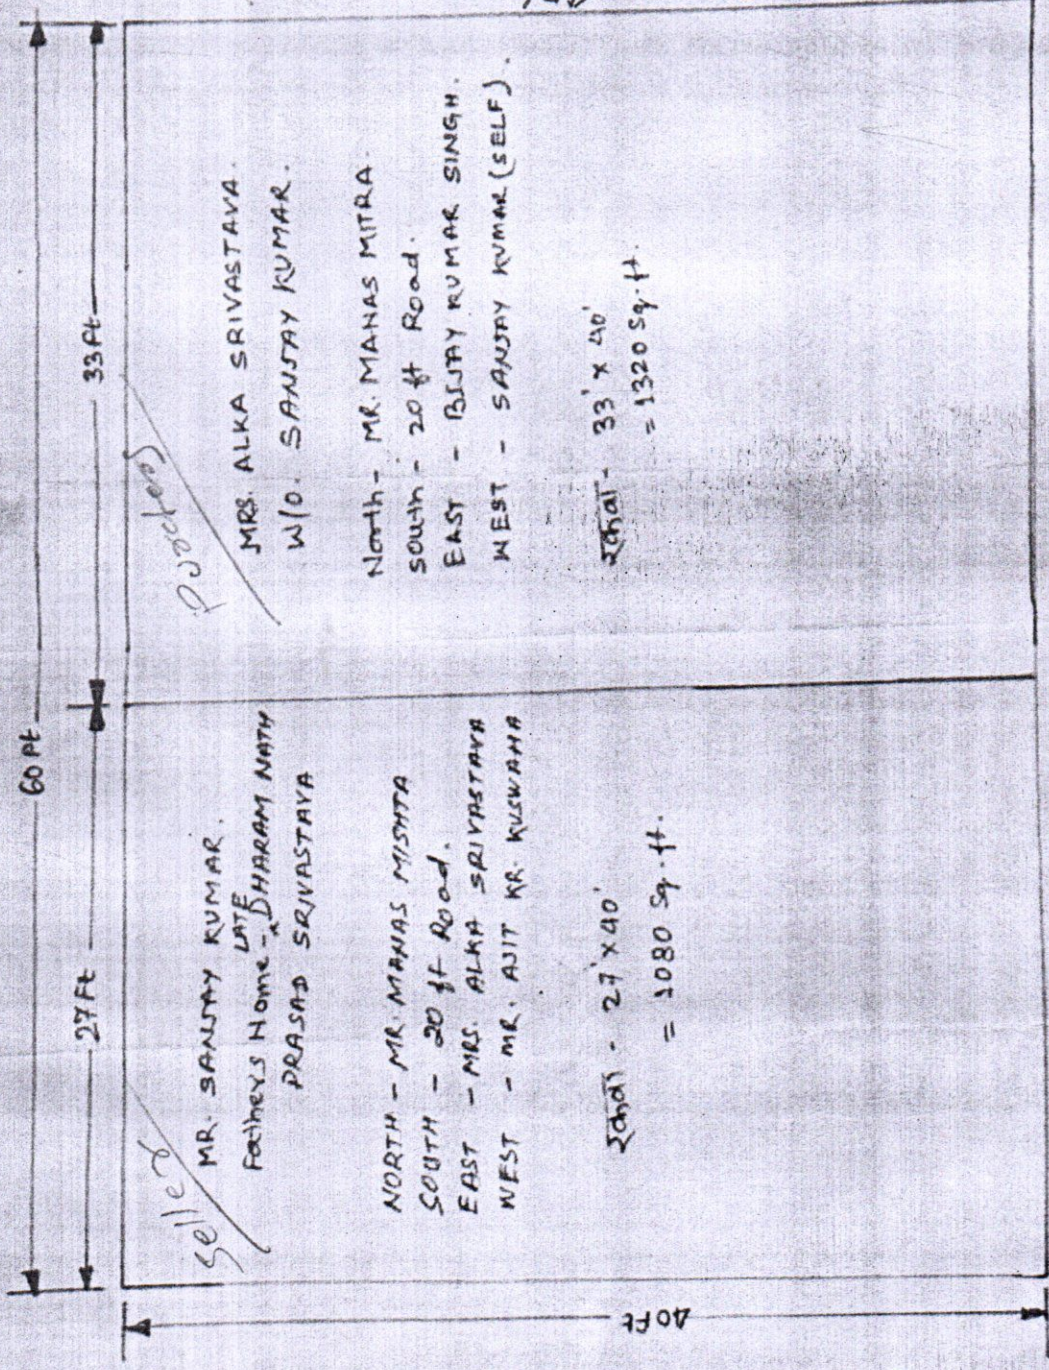 60 Ft
27 Ft
33 Ft
40 Ft
Seller
MR. SANJAY KUMAR.
LATE
Fathers Home - DHARAM NATH
PRASAD SRIVASTAVA
NORTH - MR. MANAS MISHTA
SOUTH - 20 ft Road.
EAST - MRS. ALKA SRIVASTAVA
WEST - MR. AJIT KR. KUSWAHA
रकबा - 27' x 40'
= 1080 Sq. ft.
MRS. ALKA SRIVASTAVA.
W/O. SANJAY KUMAR.
North - MR. MANAS MITRA.
South - 20 ft Road.
EAST - BIJAY KUMAR SINGH.
WEST - SANJAY KUMAR (SELF).
रकबा - 33' x 40'
= 1320 Sq. ft.